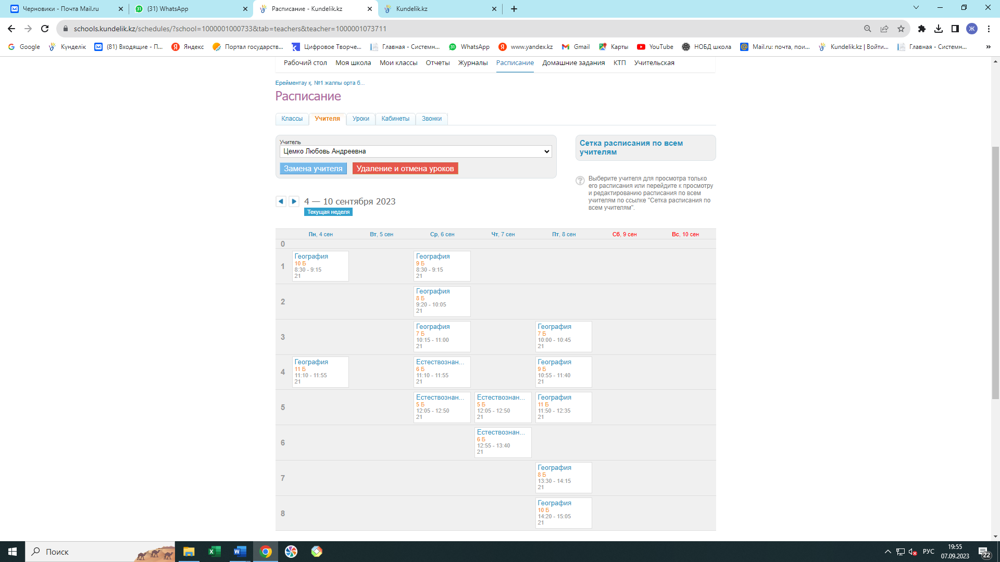 Черновики - Почта Mail.ru
(31) WhatsApp
Расписание - Kundelik.kz
Kundelik.kz
schools.kundelik.kz/schedules/?school=1000001000733&tab=teachers&teacher=1000001073711
Ж
Google
Күнделік
(81) Входящие - П...
Яндекс
Портал государств...
Цифровое Творче...
Главная - Системн...
WhatsApp
www.yandex.kz
Gmail
Карты
YouTube
НОБД школа
Mail.ru: почта, пои...
Kundelik.kz | Войти...
Главная - Системн...
Рабочий стол Моя школа Мои классы Отчеты Журналы Расписание Домашние задания КТП Учительская
Ерейментау қ. №1 жалпы орта б...
Расписание
Классы Учителя Уроки Кабинеты Звонки
Учитель
Цемко Любовь Андреевна
Замена учителя Удаление и отмена уроков
Сетка расписания по всем
учителям
Выберите учителя для просмотра только
его расписания или перейдите к просмотру
и редактированию расписания по всем
учителям по ссылке "Сетка расписания по
всем учителям".
4 — 10 сентября 2023
Текущая неделя
Пн, 4 сен Вт, 5 сен Ср, 6 сен Чт, 7 сен Пт, 8 сен Сб, 9 сен Вс, 10 сен
0
1
География
10 Б
8:30 - 9:15
21
География
9 Б
8:30 - 9:15
21
2
География
8 Б
9:20 - 10:05
21
3
География
7 Б
10:15 - 11:00
21
География
7 Б
10:00 - 10:45
21
4
География
11 Б
11:10 - 11:55
21
Естествознан...
6 Б
11:10 - 11:55
21
География
9 Б
10:55 - 11:40
21
5
Естествознан...
5 Б
12:05 - 12:50
21
Естествознан...
5 Б
12:05 - 12:50
21
География
11 Б
11:50 - 12:35
21
6
Естествознан...
6 Б
12:55 - 13:40
21
7
География
8 Б
13:30 - 14:15
21
8
География
10 Б
14:20 - 15:05
21
Поиск
РУС
19:55
07.09.2023
22